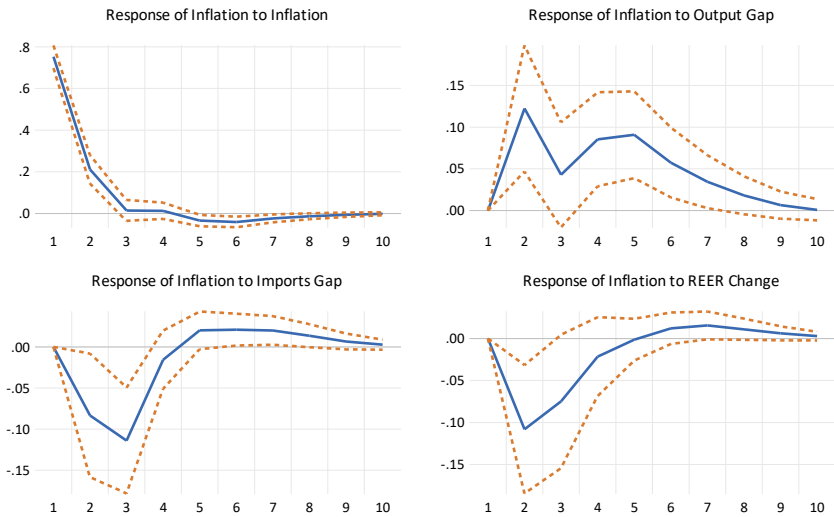 Response of Inflation to Inflation
.8
.6
.4
.2
.0
1 2 3 4 5 6 7 8 9 10
Response of Inflation to Output Gap
.15
.10
.05
.00
1 2 3 4 5 6 7 8 9 10
Response of Inflation to Imports Gap
.00
-.05
-.10
-.15
1 2 3 4 5 6 7 8 9 10
Response of Inflation to REER Change
.00
-.05
-.10
-.15
1 2 3 4 5 6 7 8 9 10